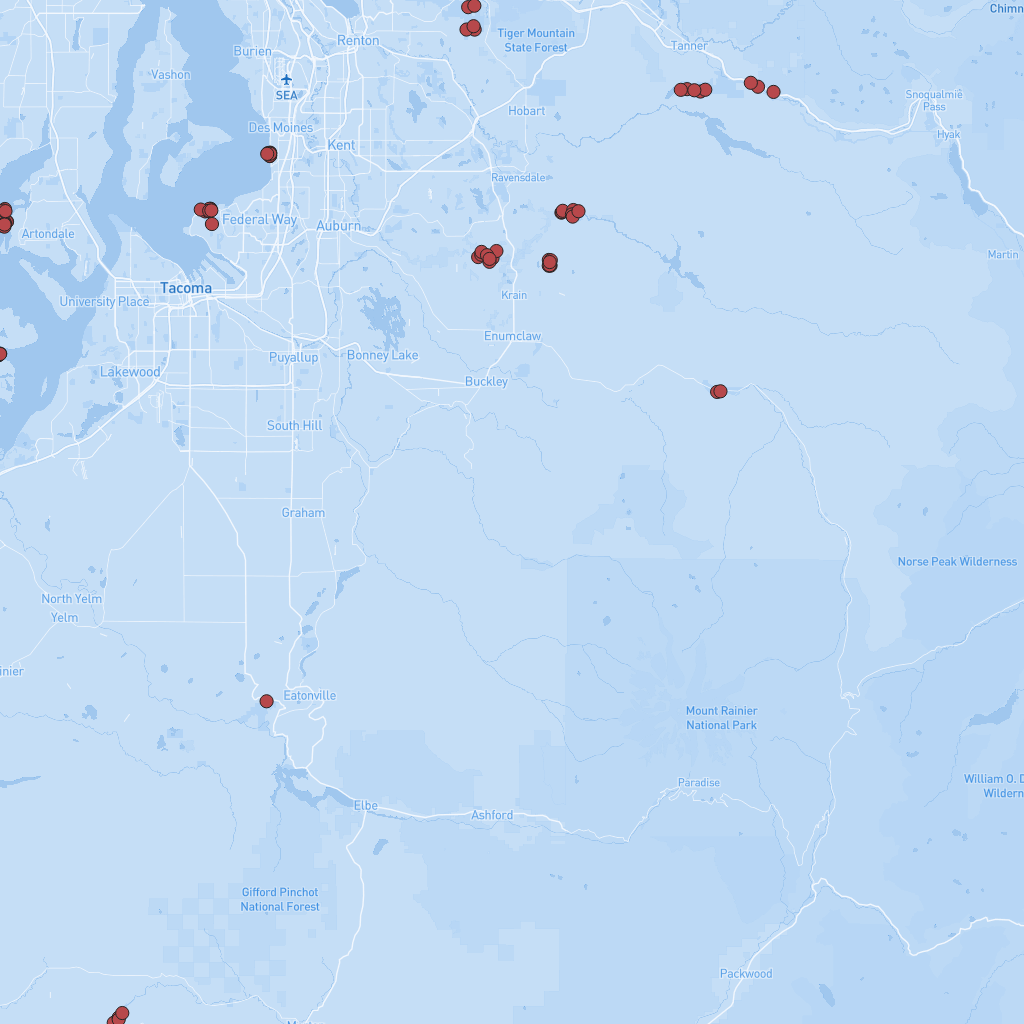 Chimn
Tiger Mountain
State Forest
Renton
Tanner
Burien
Vashon
SEA
Snoqualmie
Pass
Hobart
Des Moines
Hyak
Kent
Ravensdale
Federal Way
Auburn
Artondale
Martin
Tacoma
Krain
University Place
Enumclaw
Puyallup
Bonney Lake
Lakewood
Buckley
South Hill
Graham
Norse Peak Wilderness
North Yelm
Yelm
inier
Eatonville
Mount Rainier
National Park
Paradise
William O. D
Wildern
Elbe
Ashford
Gifford Pinchot
National Forest
Packwood